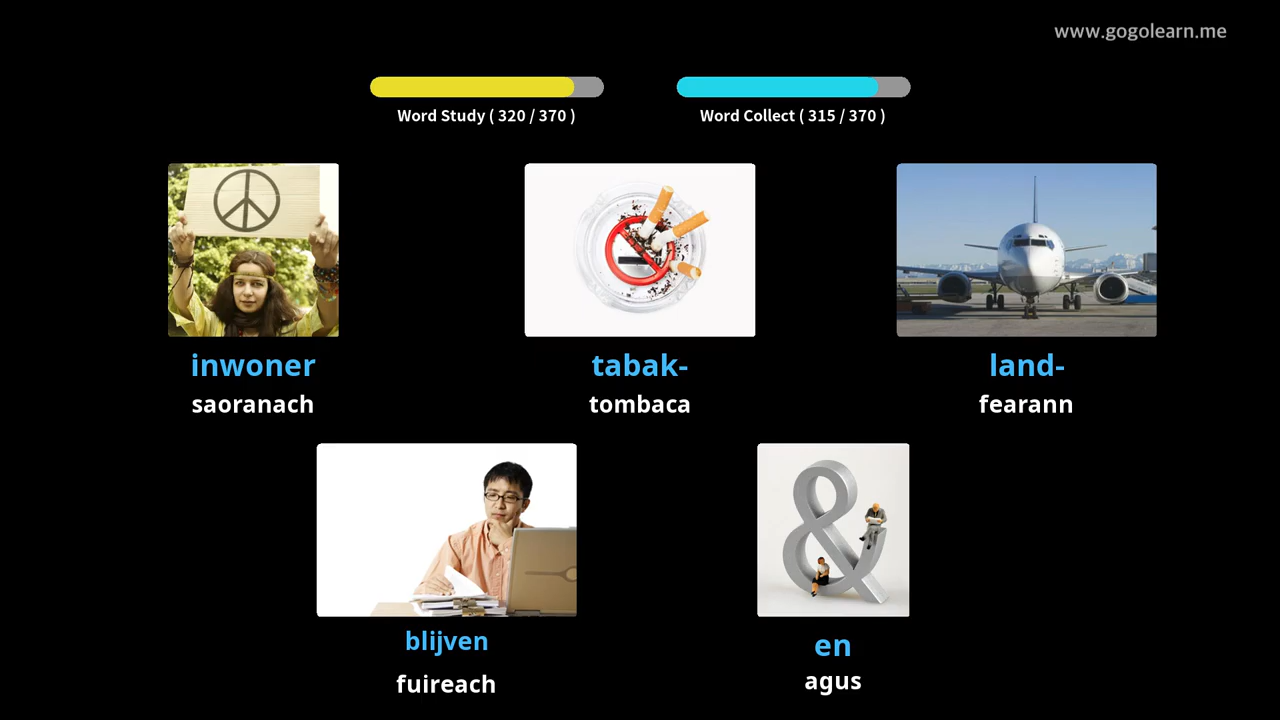 www.gogolearn.me
Word Study ( 320 / 370 )
Word Collect ( 315 / 370 )
inwoner
saoranach
tabak-
tombaca
land-
fearann
blijven
fuireach
en
agus